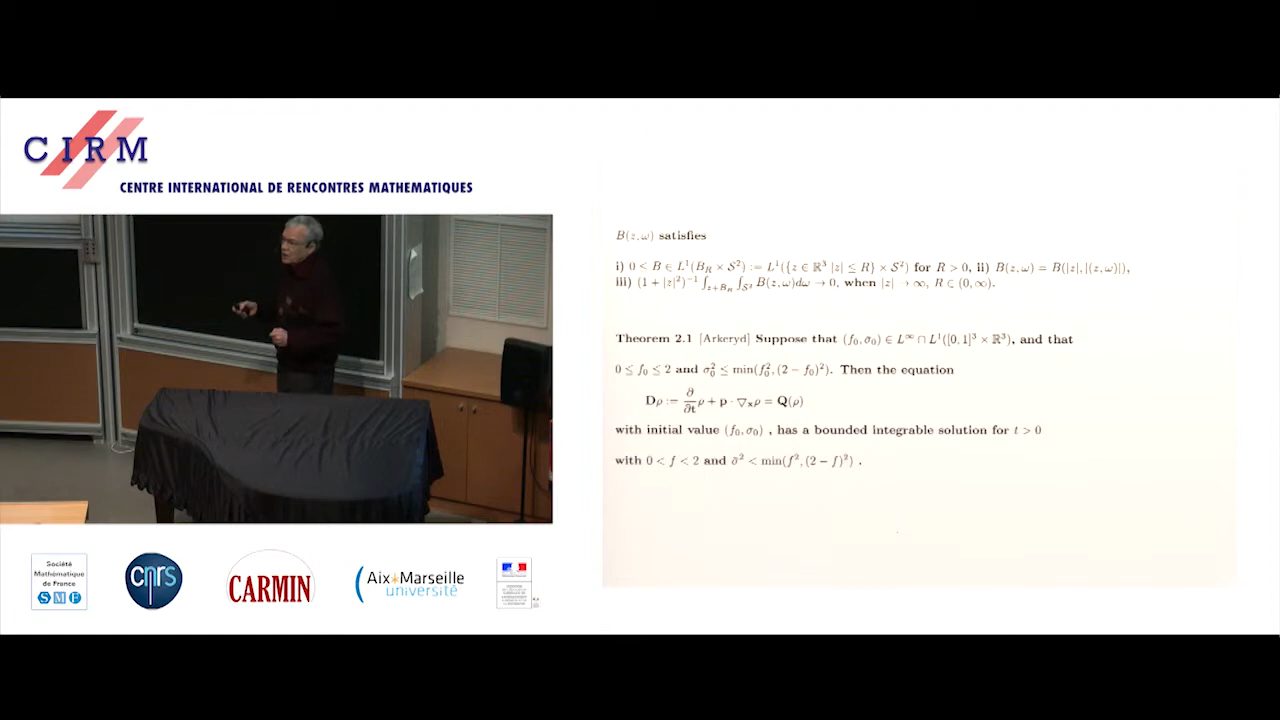 CIRM
CENTRE INTERNATIONAL DE RENCONTRES MATHEMATIQUES
B(z, ω) satisfies
i) 0 < B ∈ L¹(B_R × S²) := L¹({z ∈ ℝ³ |z| ≤ R} × S²) for R > 0, ii) B(z, ω) = B(|z|, |(z, ω)|),
iii) (1 + |z|²)⁻¹ ∫_{z+B_R} ∫_{S²} B(z, ω)dω → 0, when |z| → ∞, R ∈ (0, ∞).
Theorem 2.1 [Arkeryd] Suppose that (f₀, σ₀) ∈ L^∞ ∩ L¹([0, 1]³ × ℝ³), and that
0 ≤ f₀ ≤ 2 and σ₀² ≤ min(f₀², (2 − f₀)²). Then the equation
Dρ := ∂/∂t ρ + p · ▽ₓρ = Q(ρ)
with initial value (f₀, σ₀) , has a bounded integrable solution for t > 0
with 0 < f < 2 and σ̄² < min(f², (2 − f)²) .
Société
Mathématique
de France
SMF
cnrs
CARMIN
Aix*Marseille
université